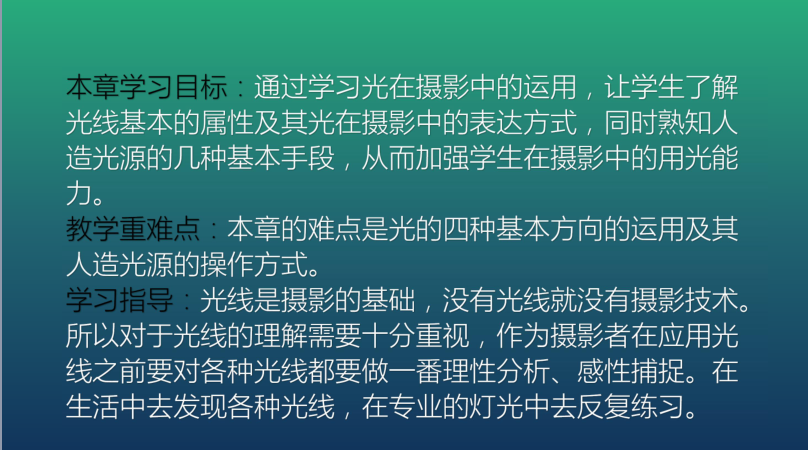 本章学习目标：通过学习光在摄影中的运用，让学生了解
光线基本的属性及其光在摄影中的表达方式，同时熟知人
造光源的几种基本手段，从而加强学生在摄影中的用光能
力。
教学重难点：本章的难点是光的四种基本方向的运用及其
人造光源的操作方式。
学习指导：光线是摄影的基础，没有光线就没有摄影技术。
所以对于光线的理解需要十分重视，作为摄影者在应用光
线之前要对各种光线都要做一番理性分析、感性捕捉。在
生活中去发现各种光线，在专业的灯光中去反复练习。